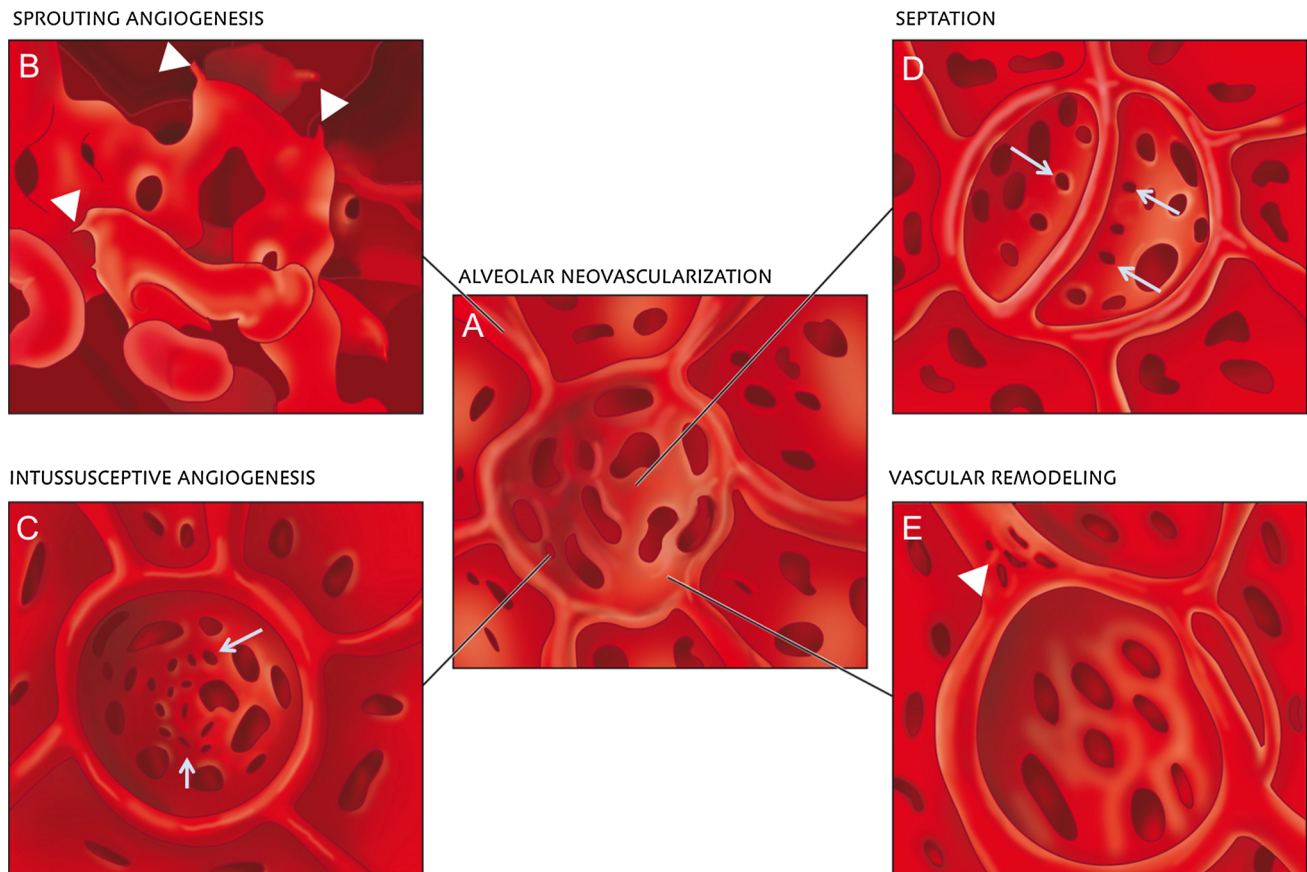 SPROUTING ANGIOGENESIS
B
SEPTATION
D
ALVEOLAR NEOVASCULARIZATION
A
INTUSSUSCEPTIVE ANGIOGENESIS
C
VASCULAR REMODELING
E